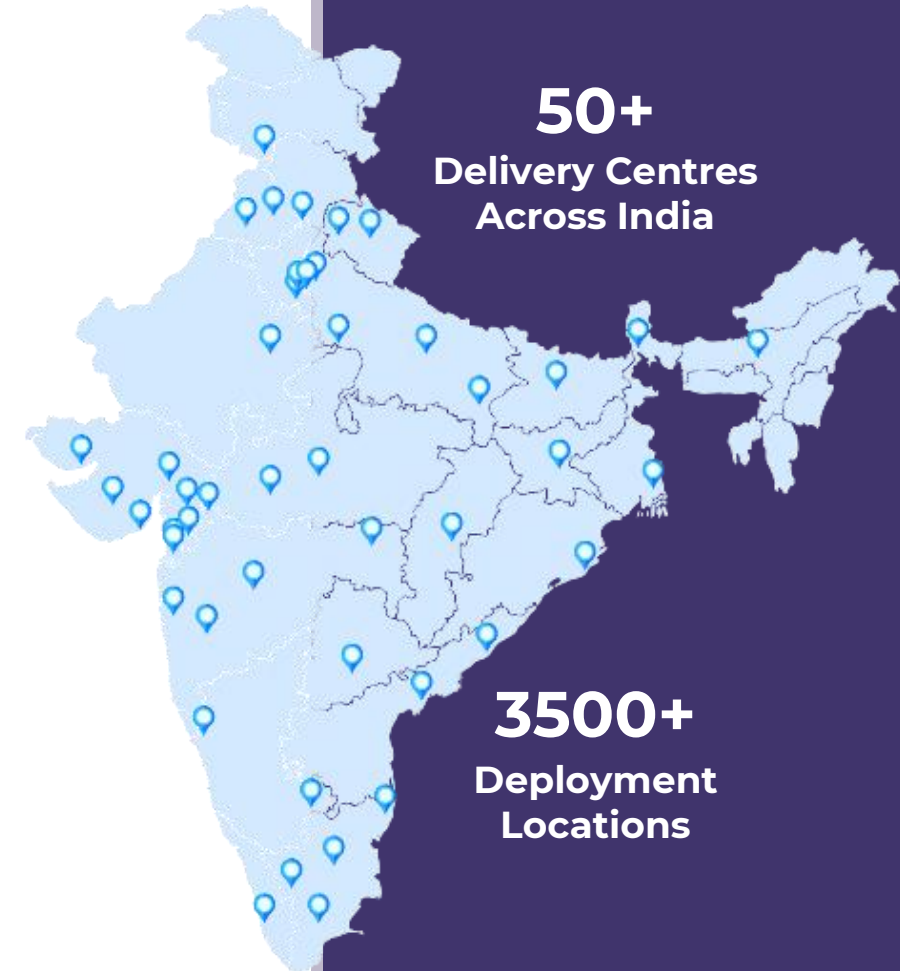 50+
Delivery Centres
Across India
3500+
Deployment
Locations